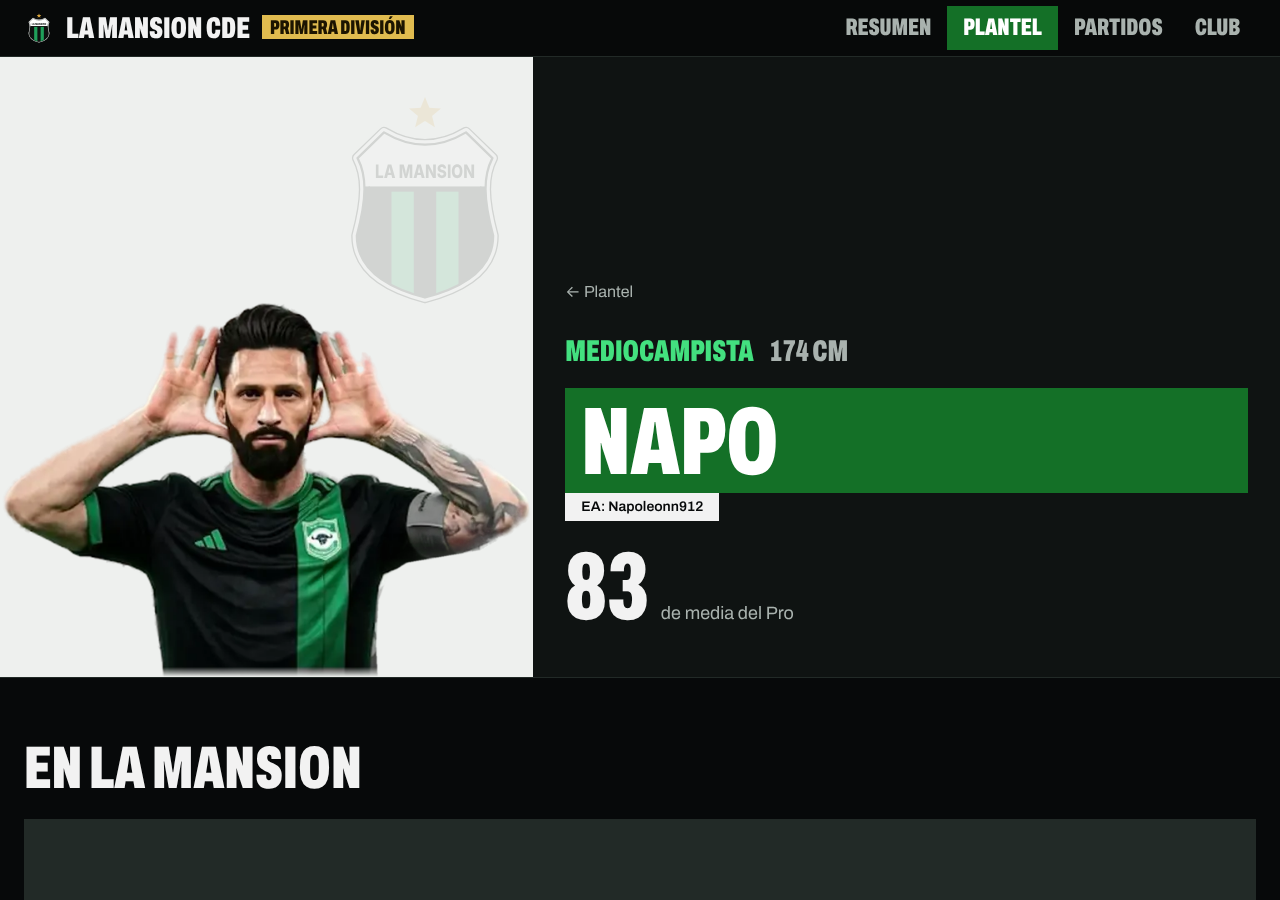 LA MANSION CDE PRIMERA DIVISIÓN RESUMEN PLANTEL PARTIDOS CLUB
LA MANSION
← Plantel
MEDIOCAMPISTA 174 CM
NAPO
EA: Napoleonn912
83 de media del Pro
EN LA MANSION